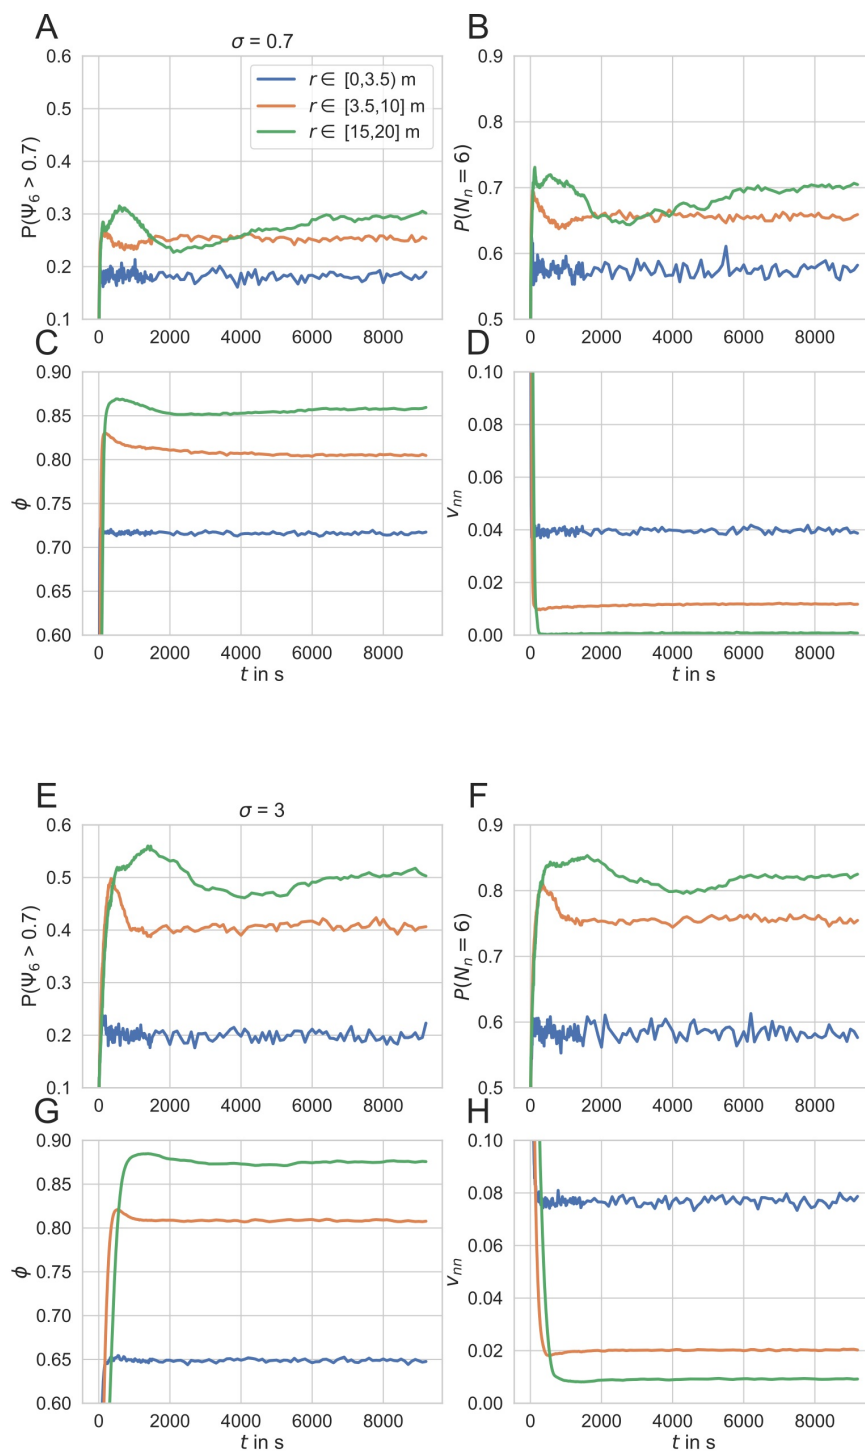 A
B
σ = 0.7
0.6
0.5
0.4
0.3
0.2
0.1
P(Ψ₆ > 0.7)
r ∈ [0,3.5) m
r ∈ [3.5,10] m
r ∈ [15,20] m
0 2000 4000 6000 8000
0.9
0.8
0.7
0.6
0.5
P(Nₙ = 6)
0 2000 4000 6000 8000
C
D
0.90
0.85
0.80
0.75
0.70
0.65
0.60
ϕ
0 2000 4000 6000 8000
t in s
0.10
0.08
0.06
0.04
0.02
0.00
vₙₙ
0 2000 4000 6000 8000
t in s
E
F
σ = 3
0.6
0.5
0.4
0.3
0.2
0.1
P(Ψ₆ > 0.7)
0 2000 4000 6000 8000
0.9
0.8
0.7
0.6
0.5
P(Nₙ = 6)
0 2000 4000 6000 8000
G
H
0.90
0.85
0.80
0.75
0.70
0.65
0.60
ϕ
0 2000 4000 6000 8000
t in s
0.10
0.08
0.06
0.04
0.02
0.00
vₙₙ
0 2000 4000 6000 8000
t in s